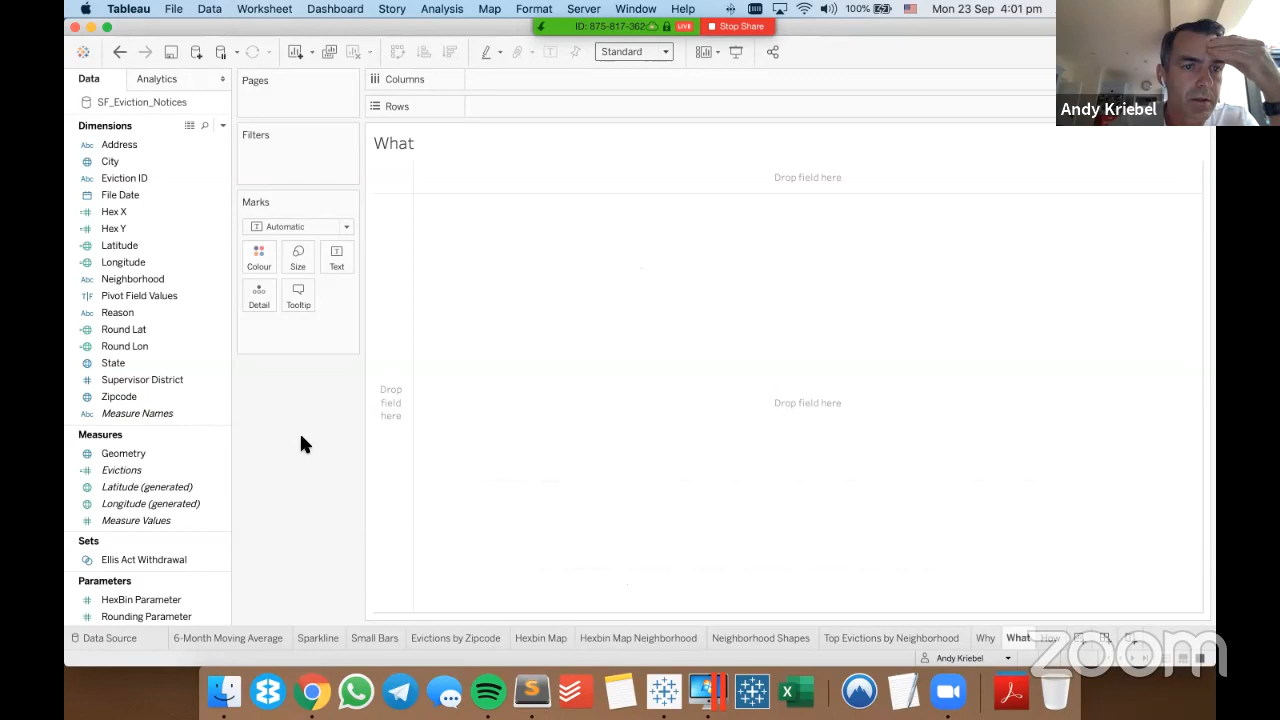 Tableau File Data Worksheet Dashboard Story Analysis Map Format Server Window Help 100% Mon 23 Sep 4:01 pm
ID: 875-817-362 LIVE Stop Share
Standard
Andy Kriebel
Data Analytics
SF_Eviction_Notices
Dimensions
Abc Address
City
Abc Eviction ID
File Date
Hex X
Hex Y
Latitude
Longitude
Abc Neighborhood
T|F Pivot Field Values
Abc Reason
Round Lat
Round Lon
State
Supervisor District
Zipcode
Abc Measure Names
Measures
Geometry
Evictions
Latitude (generated)
Longitude (generated)
Measure Values
Sets
Ellis Act Withdrawal
Parameters
HexBin Parameter
Rounding Parameter
Pages
Filters
Marks
Automatic
Colour Size Text
Detail Tooltip
Columns
Rows
What
Drop field here
Drop
field
here
Drop field here
Data Source 6-Month Moving Average Sparkline Small Bars Evictions by Zipcode Hexbin Map Hexbin Map Neighborhood Neighborhood Shapes Top Evictions by Neighborhood Why What How
Andy Kriebel
zoom